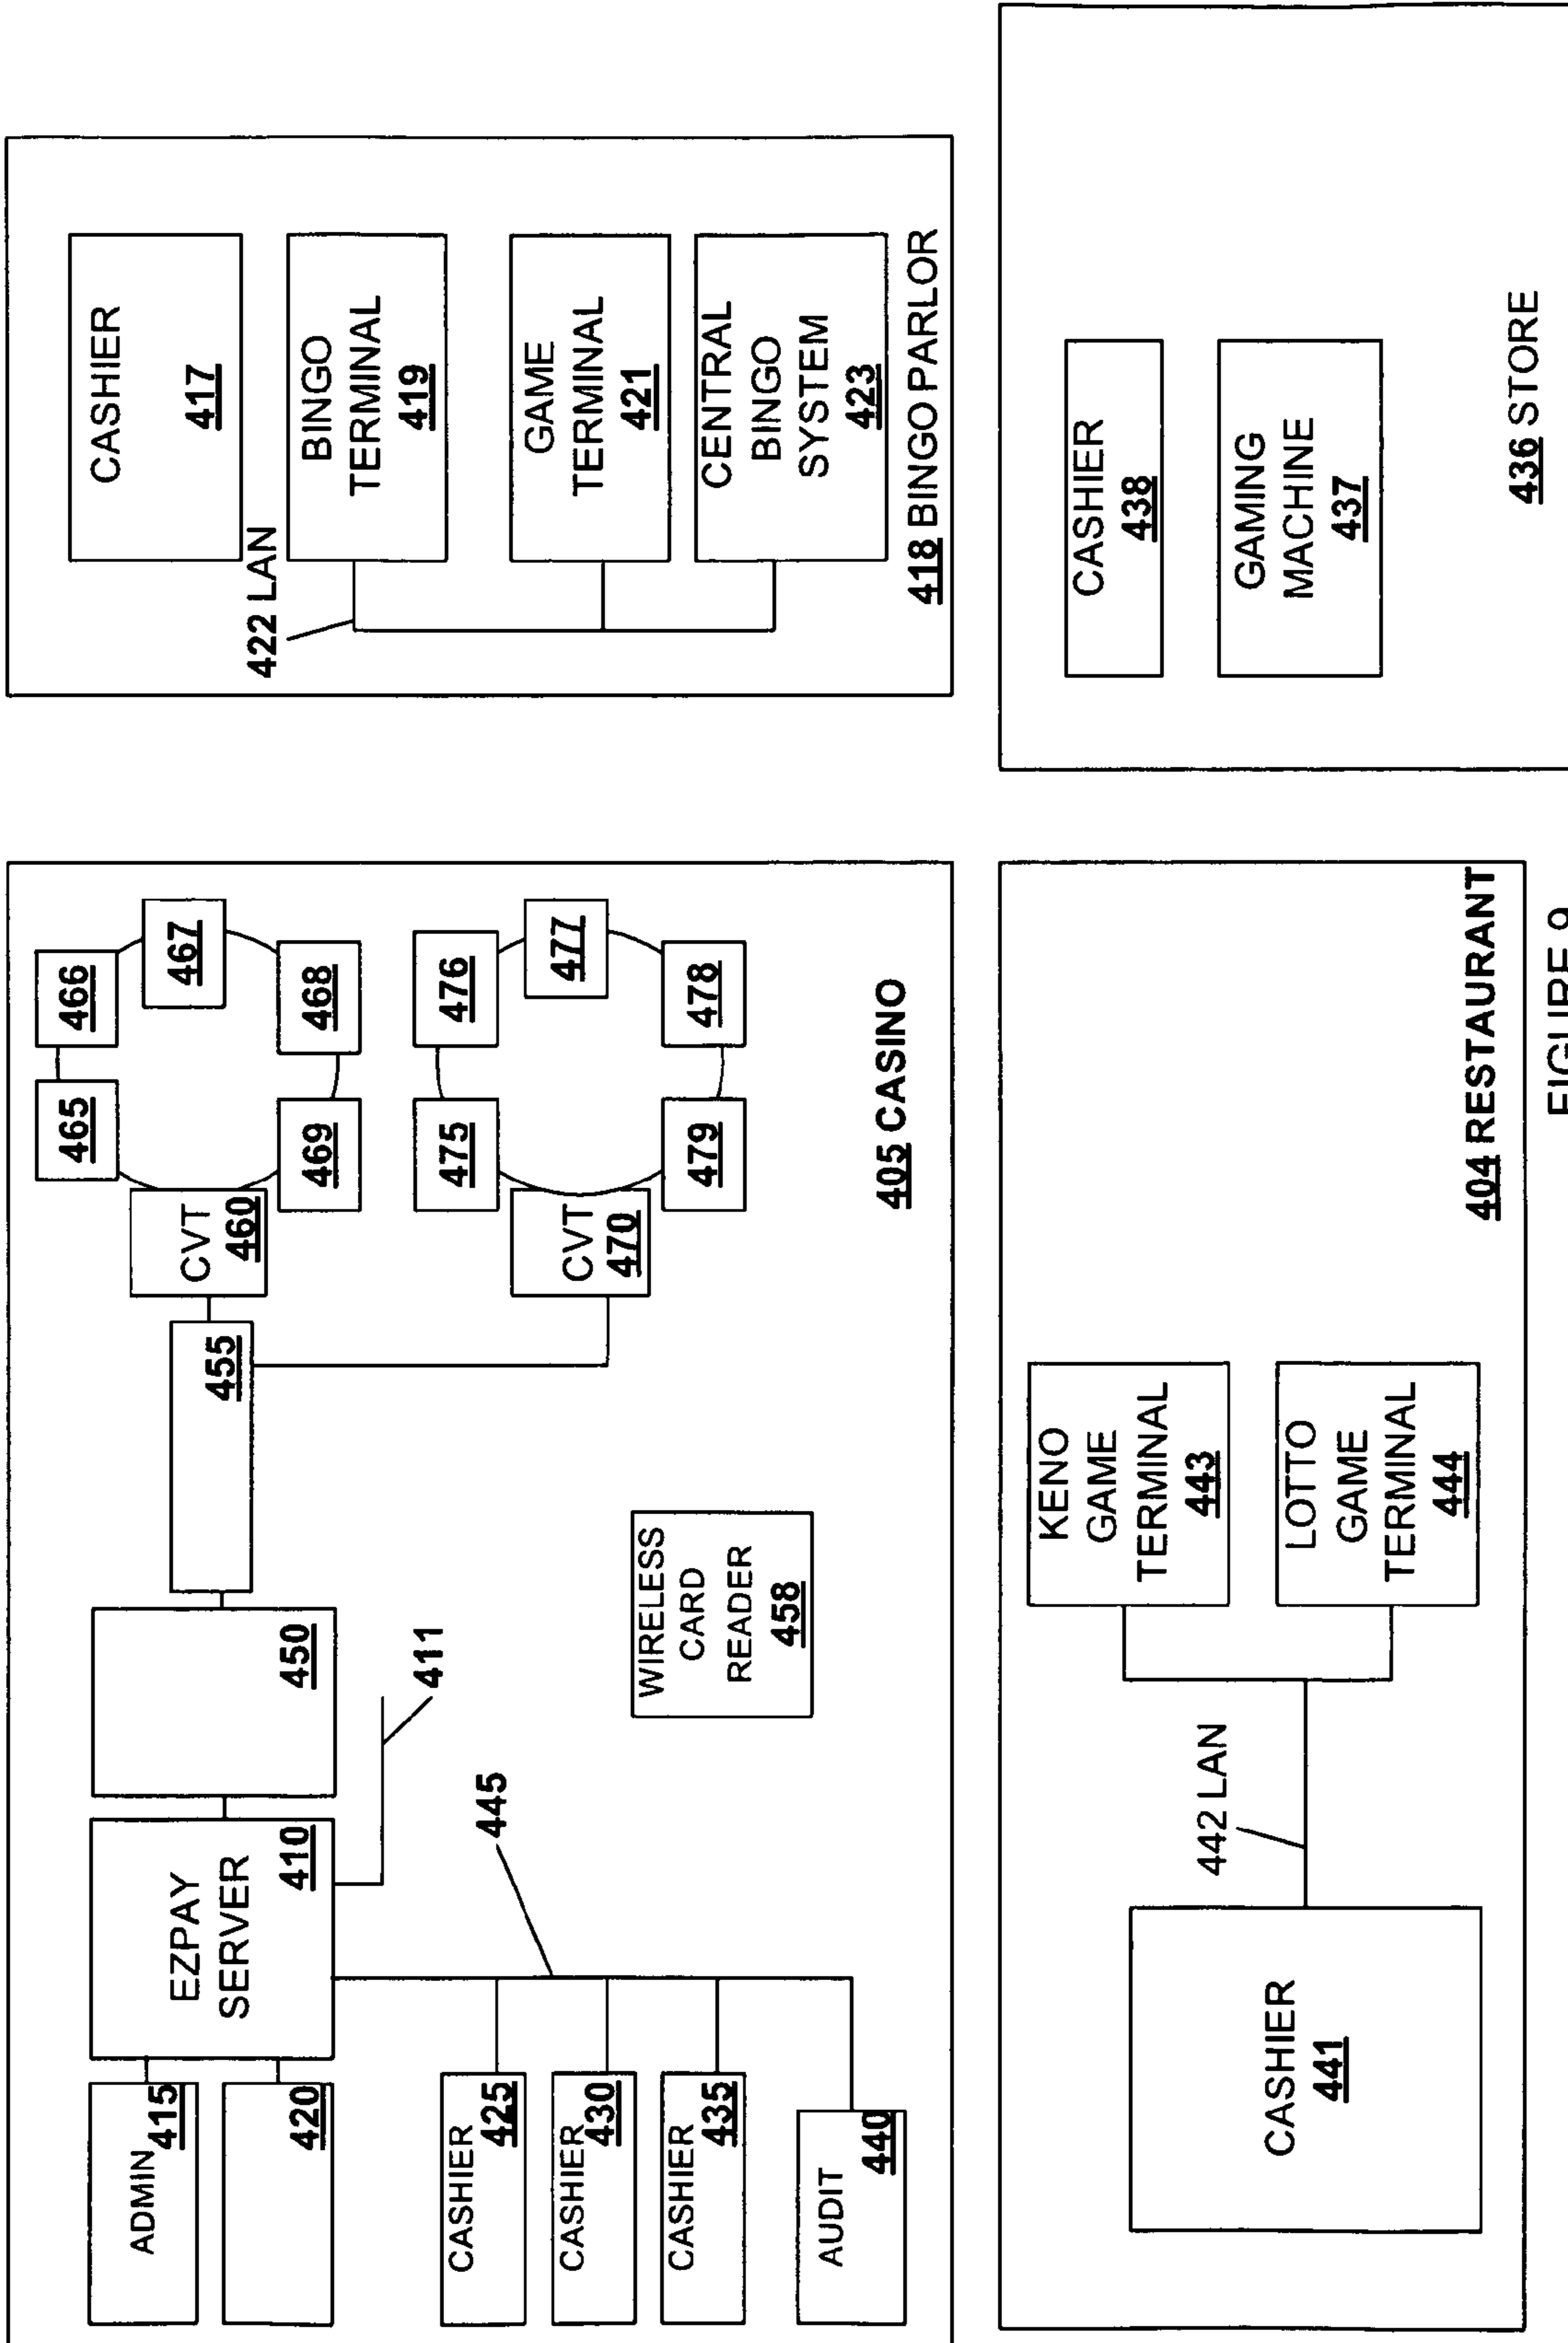 ADMIN
415
420
EZPAY
SERVER
410
450
411
445
CASHIER
425
CASHIER
430
CASHIER
435
AUDIT
440
455
WIRELESS
CARD
READER
458
CVT
460
465
466
467
468
469
CVT
470
475
476
477
478
479
405 CASINO
CASHIER
417
422 LAN
BINGO
TERMINAL
419
GAME
TERMINAL
421
CENTRAL
BINGO
SYSTEM
423
418 BINGO PARLOR
CASHIER
441
442 LAN
KENO
GAME
TERMINAL
443
LOTTO
GAME
TERMINAL
444
404 RESTAURANT
CASHIER
438
GAMING
MACHINE
437
436 STORE
FIGURE 9